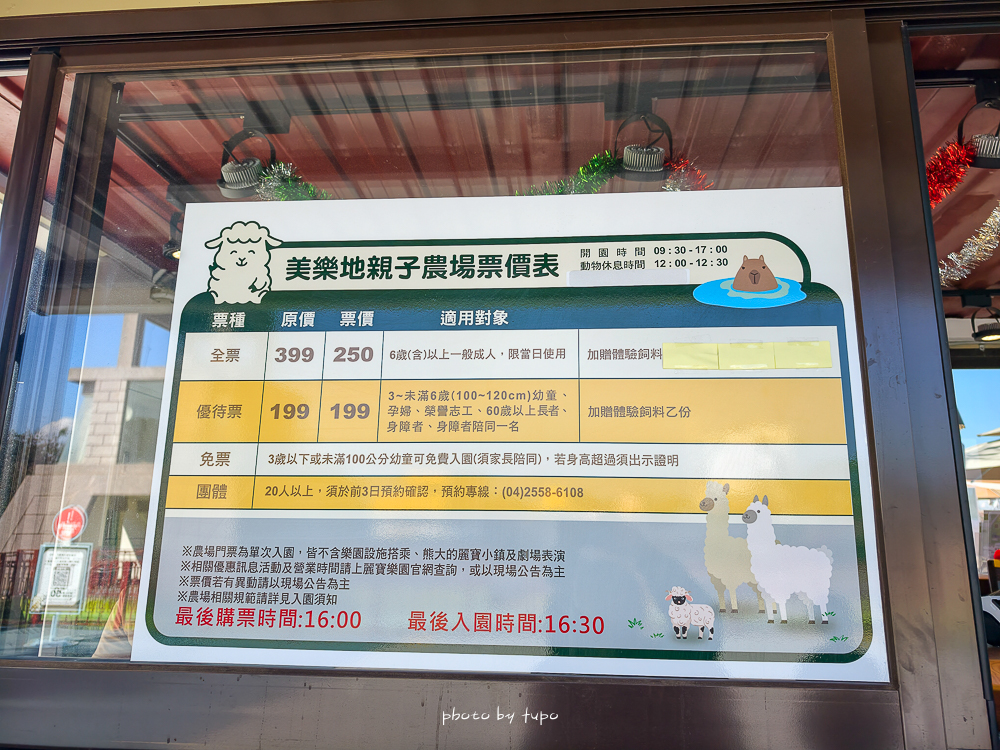 美樂地親子農場票價表
開園時間 09:30-17:00
動物休息時間 12:00-12:30
票種 原價 票價 適用對象
全票 399 250 6歲(含)以上一般成人，限當日使用 加贈體驗飼料
優待票 199 199 3~未滿6歲(100~120cm)幼童、
孕婦、榮譽志工、60歲以上長者、
身障者、身障者陪同一名
加贈體驗飼料乙份
免票 3歲以下或未滿100公分幼童可免費入園(須家長陪同)，若身高超過須出示證明
團體 20人以上，須於前3日預約確認，預約專線：(04)2558-6108
※農場門票為單次入園，皆不含樂園設施搭乘、熊大的麗寶小鎮及劇場表演
※相關優惠訊息活動及營業時間請上麗寶樂園官網查詢，或以現場公告為主
※票價若有異動請以現場公告為主
※農場相關規範請詳見入園須知
最後購票時間:16:00 最後入園時間:16:30
photo by tupo